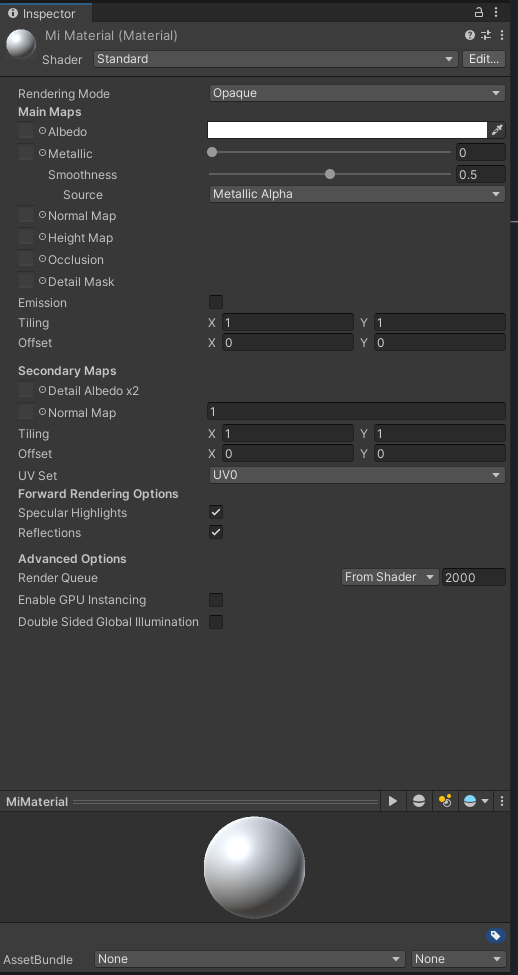 Inspector
Mi Material (Material)
Shader Standard Edit...
Rendering Mode Opaque
Main Maps
Albedo
Metallic 0
Smoothness 0.5
Source Metallic Alpha
Normal Map
Height Map
Occlusion
Detail Mask
Emission
Tiling X 1 Y 1
Offset X 0 Y 0
Secondary Maps
Detail Albedo x2
Normal Map 1
Tiling X 1 Y 1
Offset X 0 Y 0
UV Set UV0
Forward Rendering Options
Specular Highlights
Reflections
Advanced Options
Render Queue From Shader 2000
Enable GPU Instancing
Double Sided Global Illumination
MiMaterial
AssetBundle None None